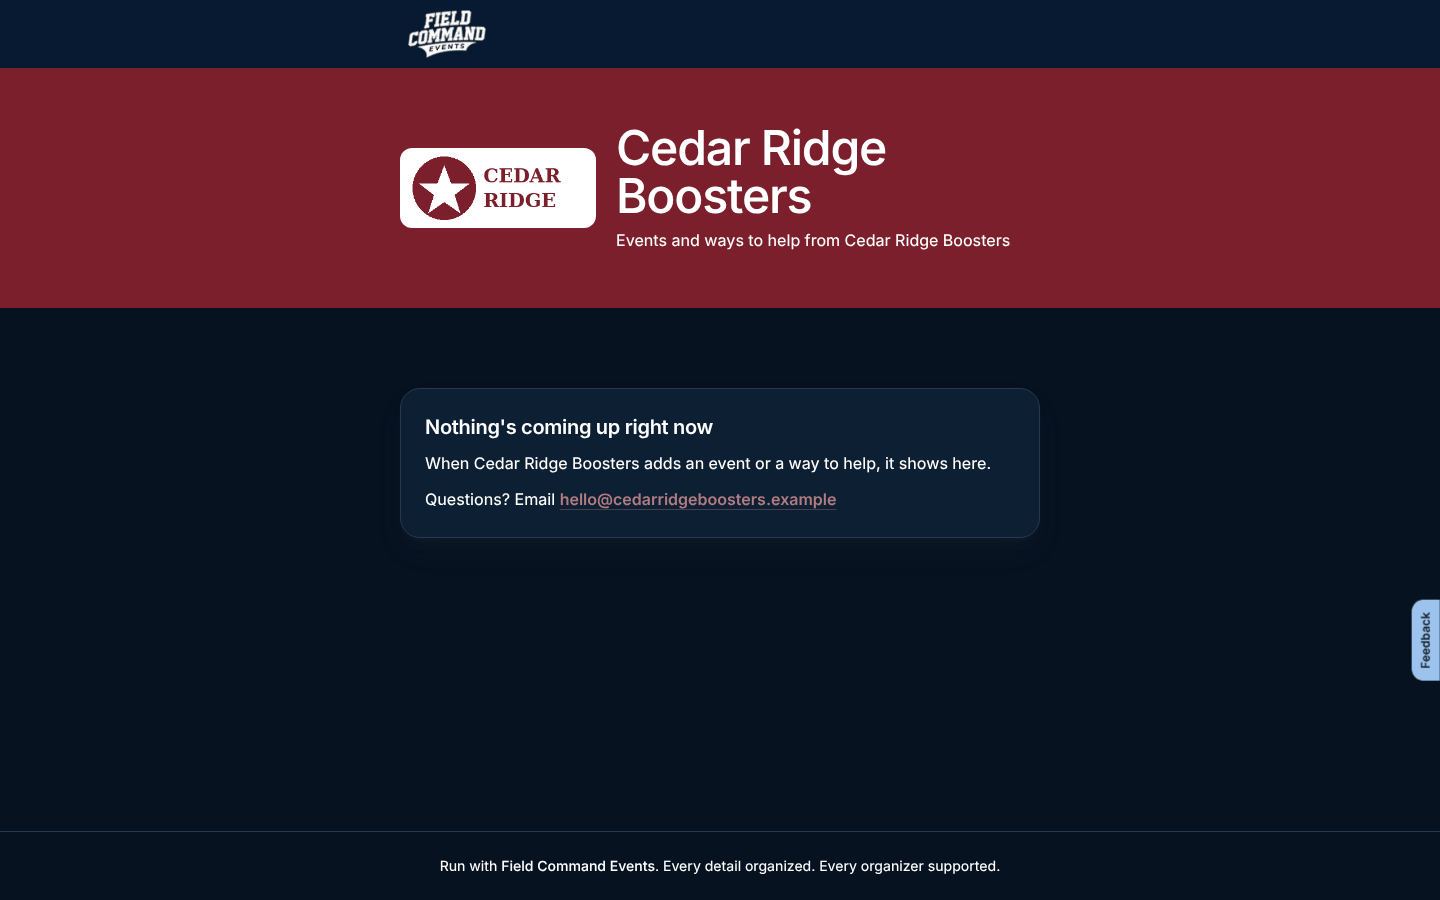 FIELD
COMMAND
EVENTS
CEDAR
RIDGE
Cedar Ridge
Boosters
Events and ways to help from Cedar Ridge Boosters
Nothing's coming up right now
When Cedar Ridge Boosters adds an event or a way to help, it shows here.
Questions? Email hello@cedarridgeboosters.example
Feedback
Run with Field Command Events. Every detail organized. Every organizer supported.